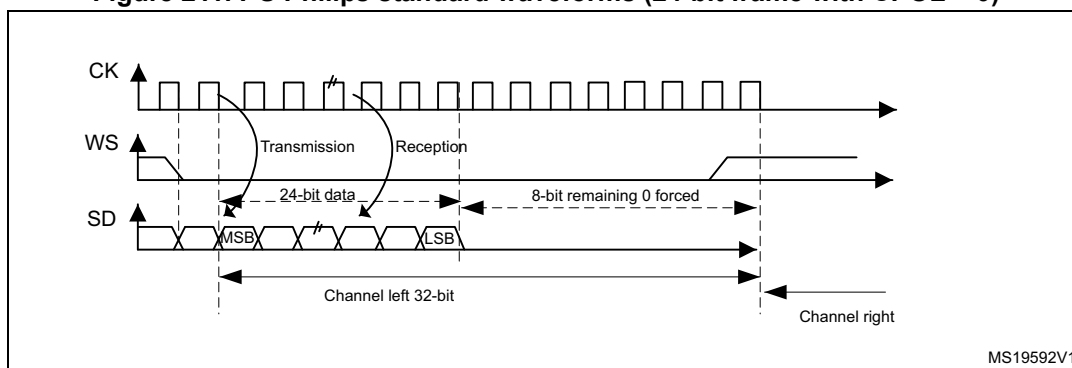 CK
WS
Transmission
Reception
24-bit data
8-bit remaining 0 forced
SD
MSB
LSB
Channel left 32-bit
Channel right
MS19592V1